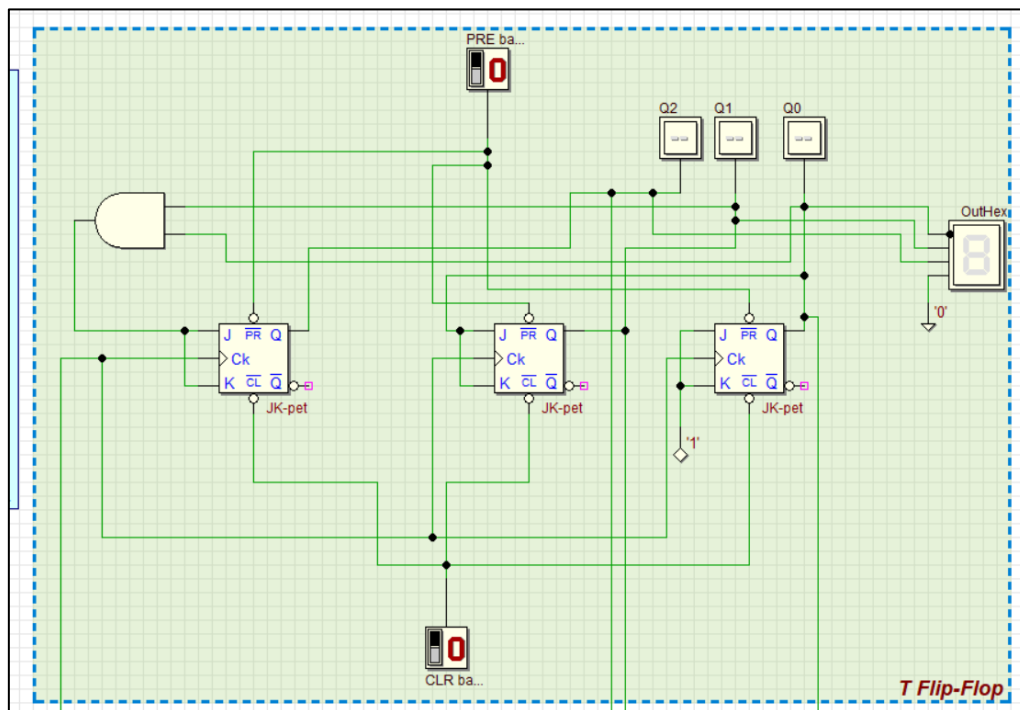 PRE ba...
0
Q2 Q1 Q0
-- -- --
OutHex
8
'0'
J PR Q
Ck
K CL Q
JK-pet
J PR Q
Ck
K CL Q
JK-pet
J PR Q
Ck
K CL Q
JK-pet
'1'
0
CLR ba...
T Flip-Flop